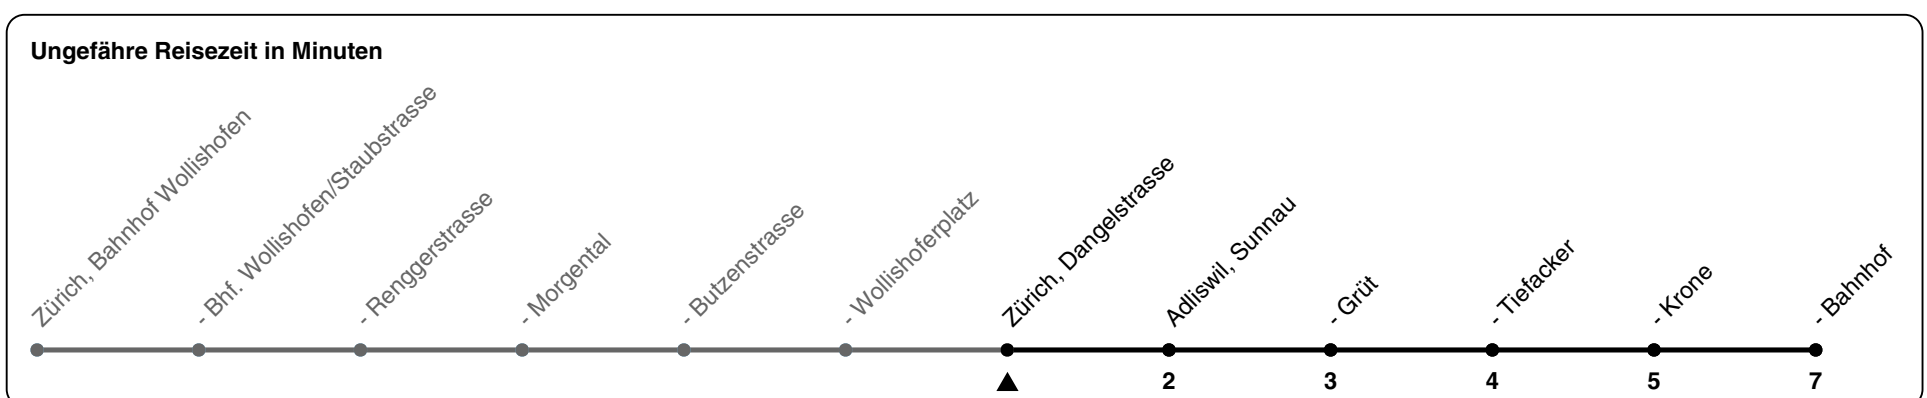 Ungefähre Reisezeit in Minuten
Zürich, Bahnhof Wollishofen
- Bhf. Wollishofen/Staubstrasse
- Renggerstrasse
- Morgental
- Butzenstrasse
- Wollishoferplatz
Zürich, Dangelstrasse
Adliswil, Sunnau
- Grüt
- Tiefacker
- Krone
- Bahnhof
2 3 4 5 7